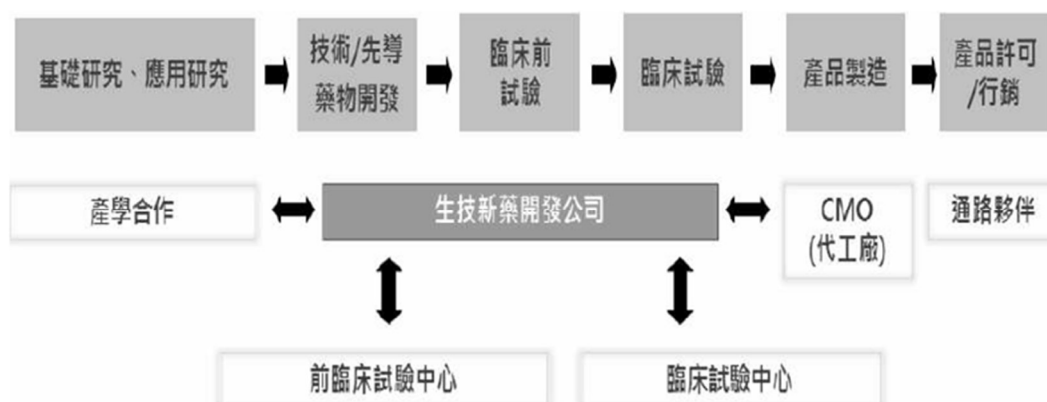 基礎研究、應用研究
技術/先導
藥物開發
臨床前
試驗
臨床試驗
產品製造
產品許可
/行銷
產學合作
生技新藥開發公司
CMO
(代工廠)
通路夥伴
前臨床試驗中心
臨床試驗中心